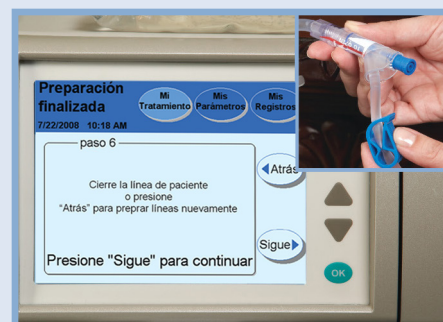 Preparación
finalizada
Mi
Tratamiento
Mis
Parámetros
Mis
Registros
7/22/2008 10:18 AM
paso 6
Cierre la línea de paciente
o presione
“Atrás” para preprar líneas nuevamente
Presione "Sigue" para continuar
Atrás
Sigue
OK